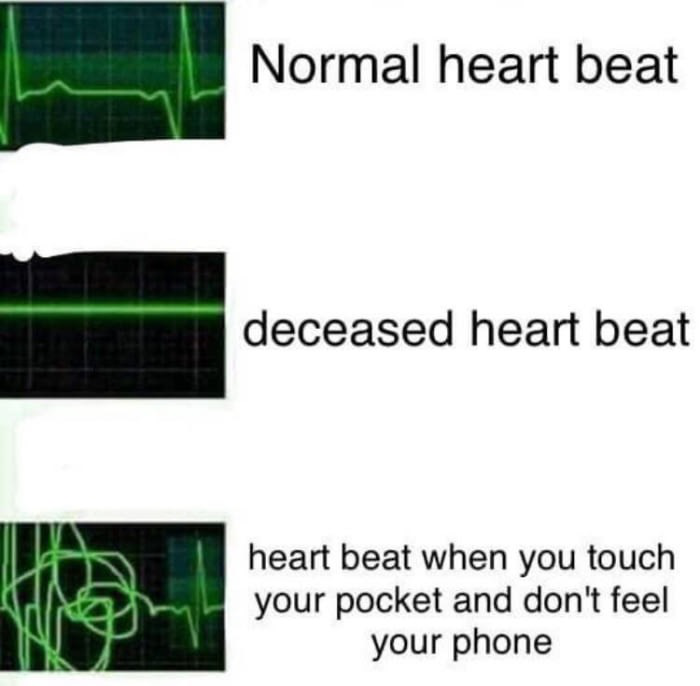 Normal heart beat
deceased heart beat
heart beat when you touch
your pocket and don't feel
your phone